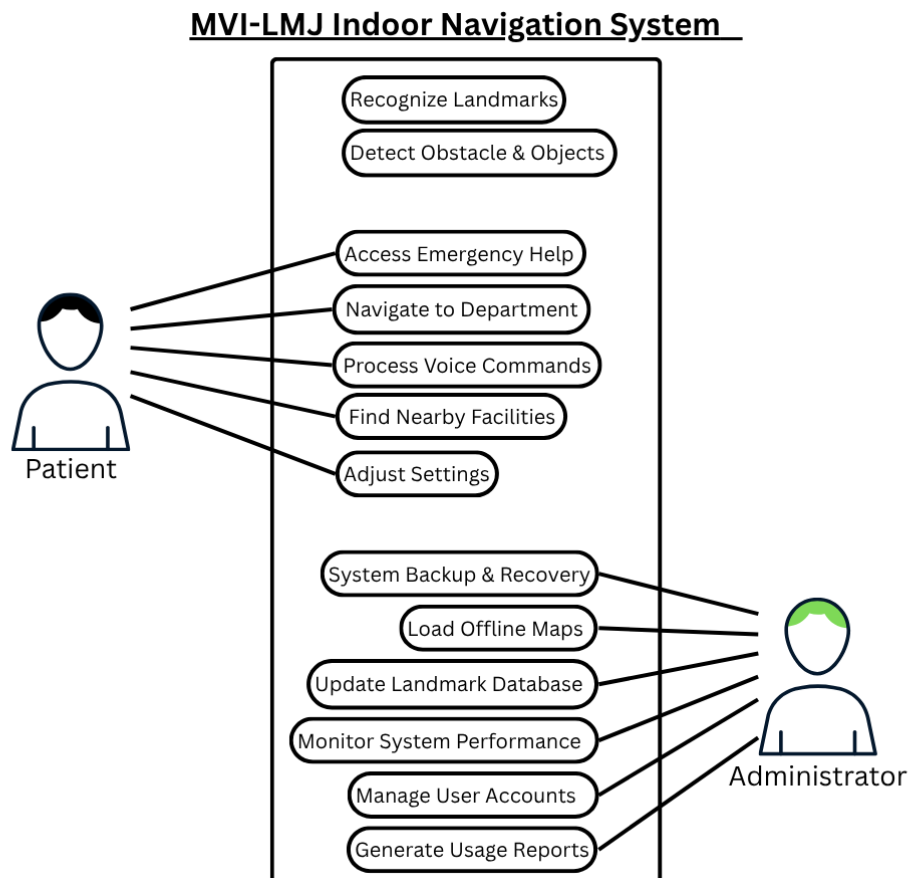 MVI-LMJ Indoor Navigation System
Recognize Landmarks
Detect Obstacle & Objects
Access Emergency Help
Navigate to Department
Process Voice Commands
Find Nearby Facilities
Adjust Settings
Patient
System Backup & Recovery
Load Offline Maps
Update Landmark Database
Monitor System Performance
Manage User Accounts
Generate Usage Reports
Administrator